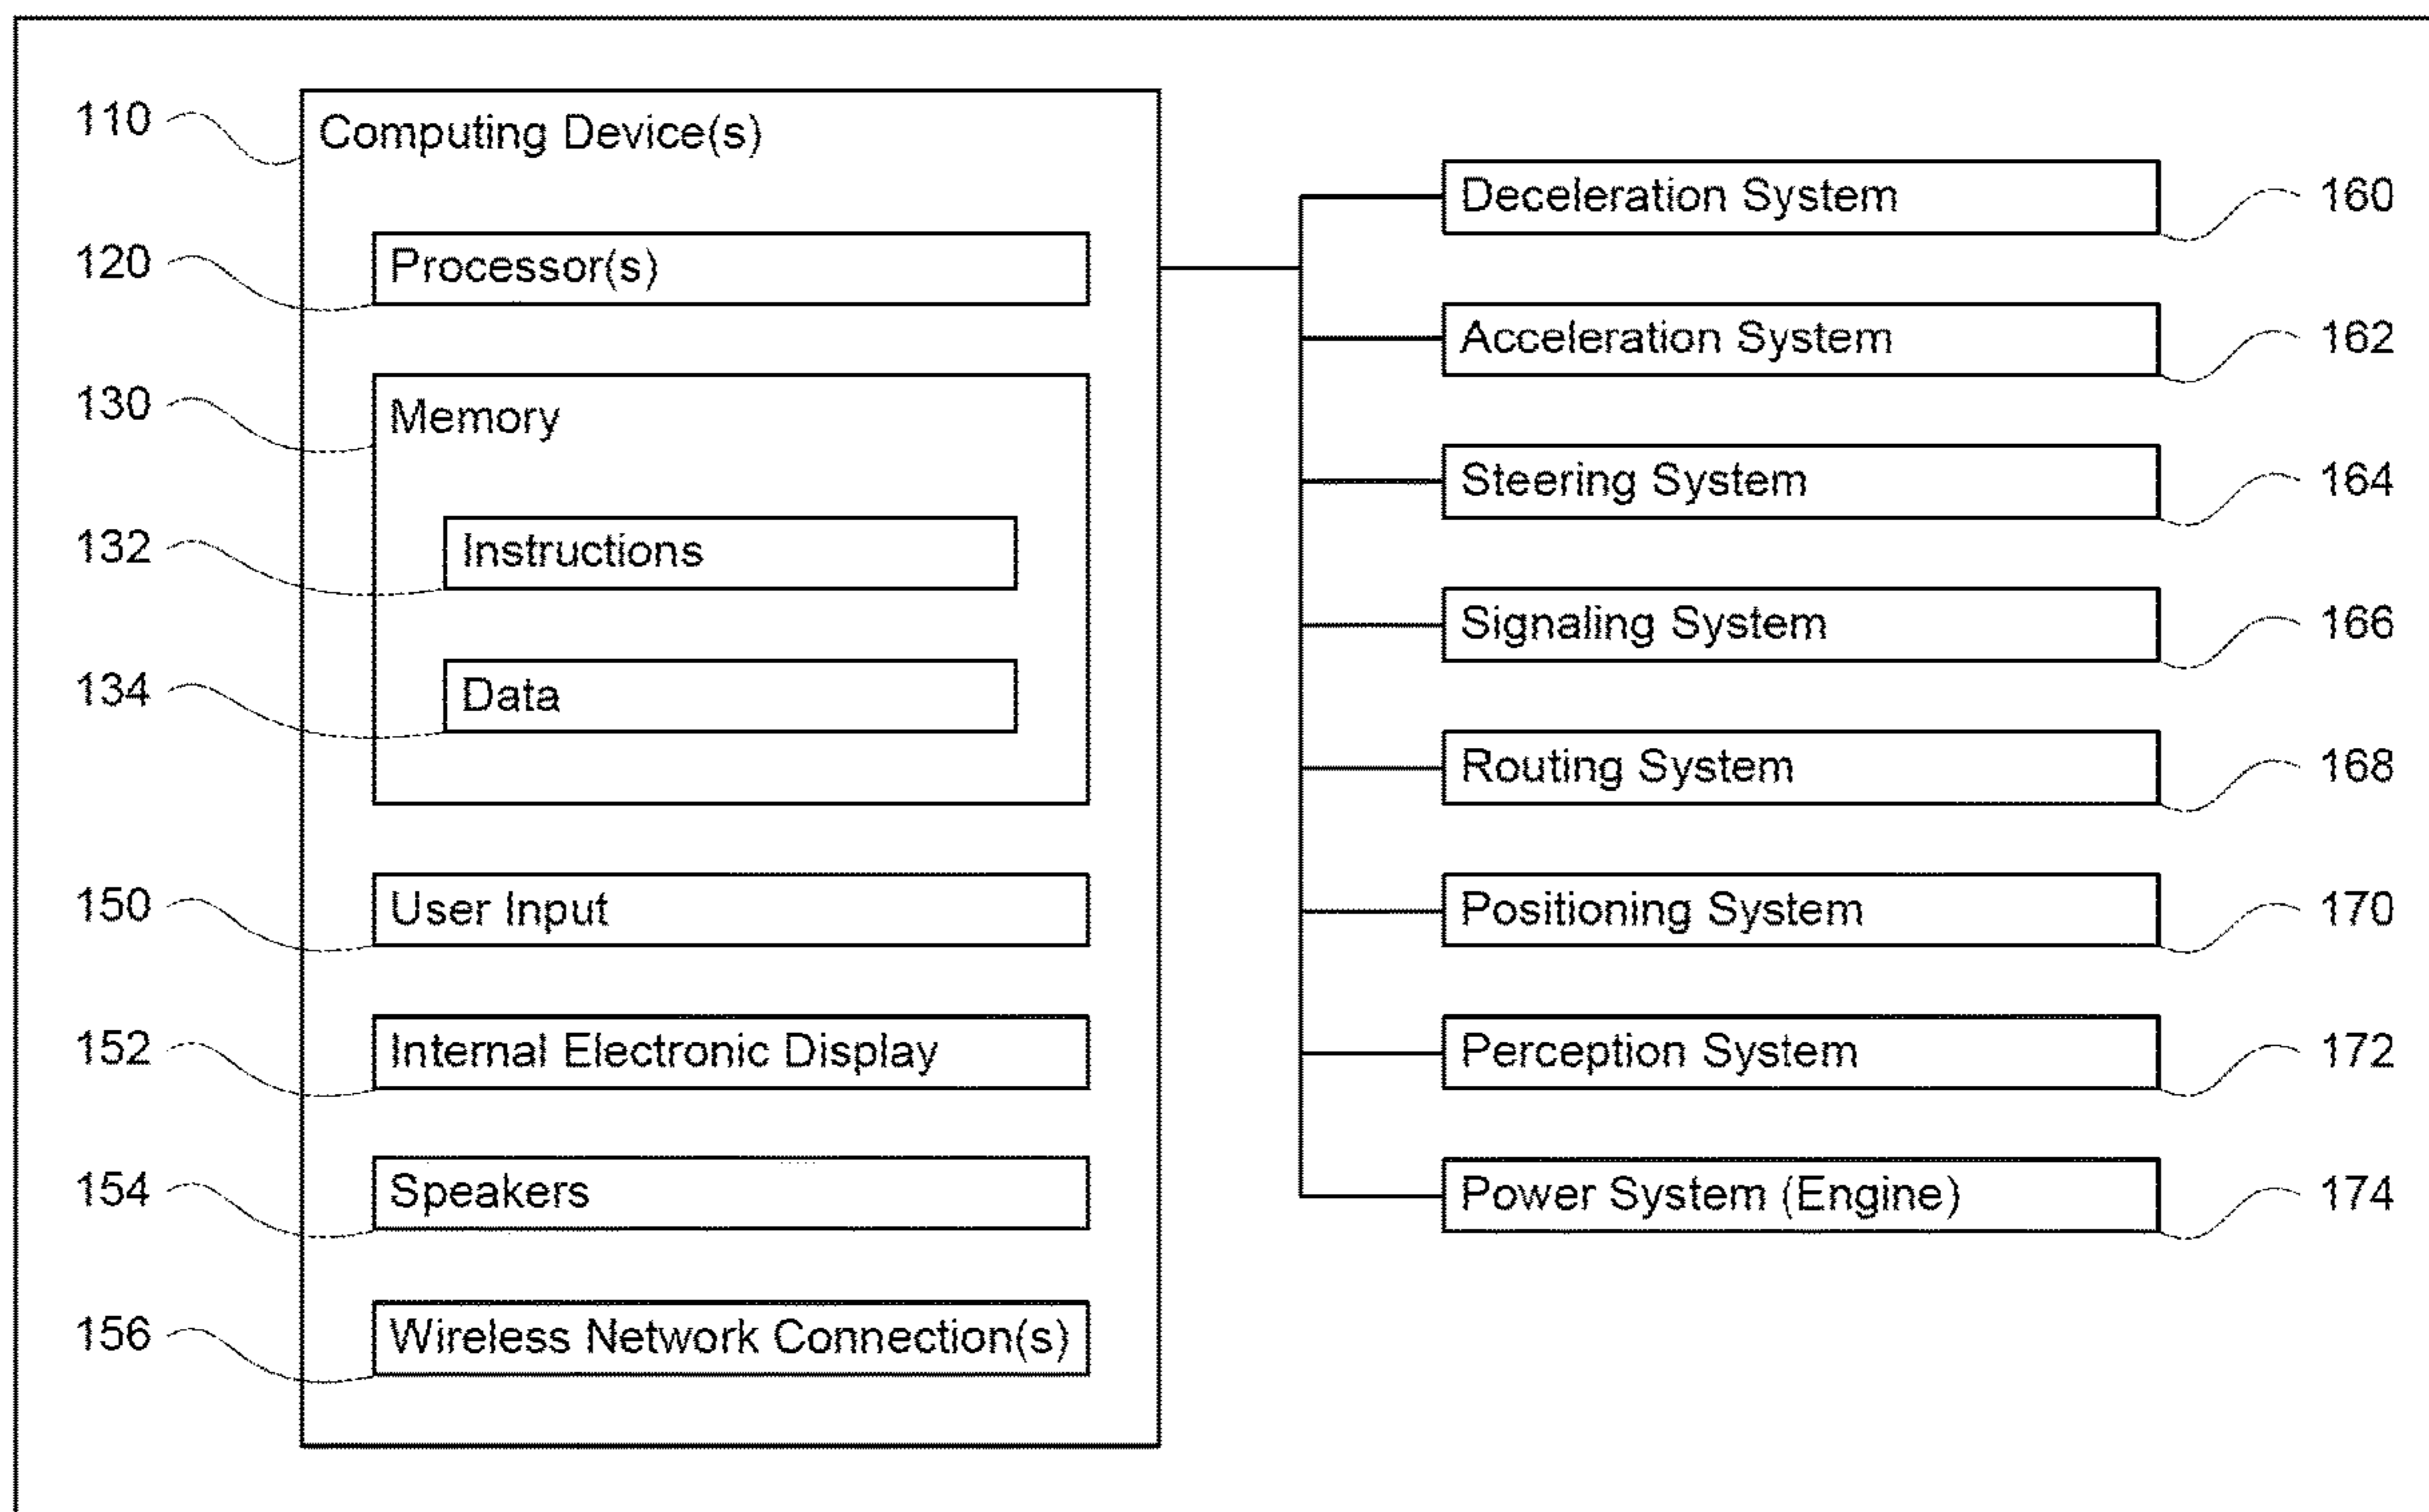 110 Computing Device(s)
120 Processor(s)
130 Memory
132 Instructions
134 Data
150 User Input
152 Internal Electronic Display
154 Speakers
156 Wireless Network Connection(s)
Deceleration System 160
Acceleration System 162
Steering System 164
Signaling System 166
Routing System 168
Positioning System 170
Perception System 172
Power System (Engine) 174